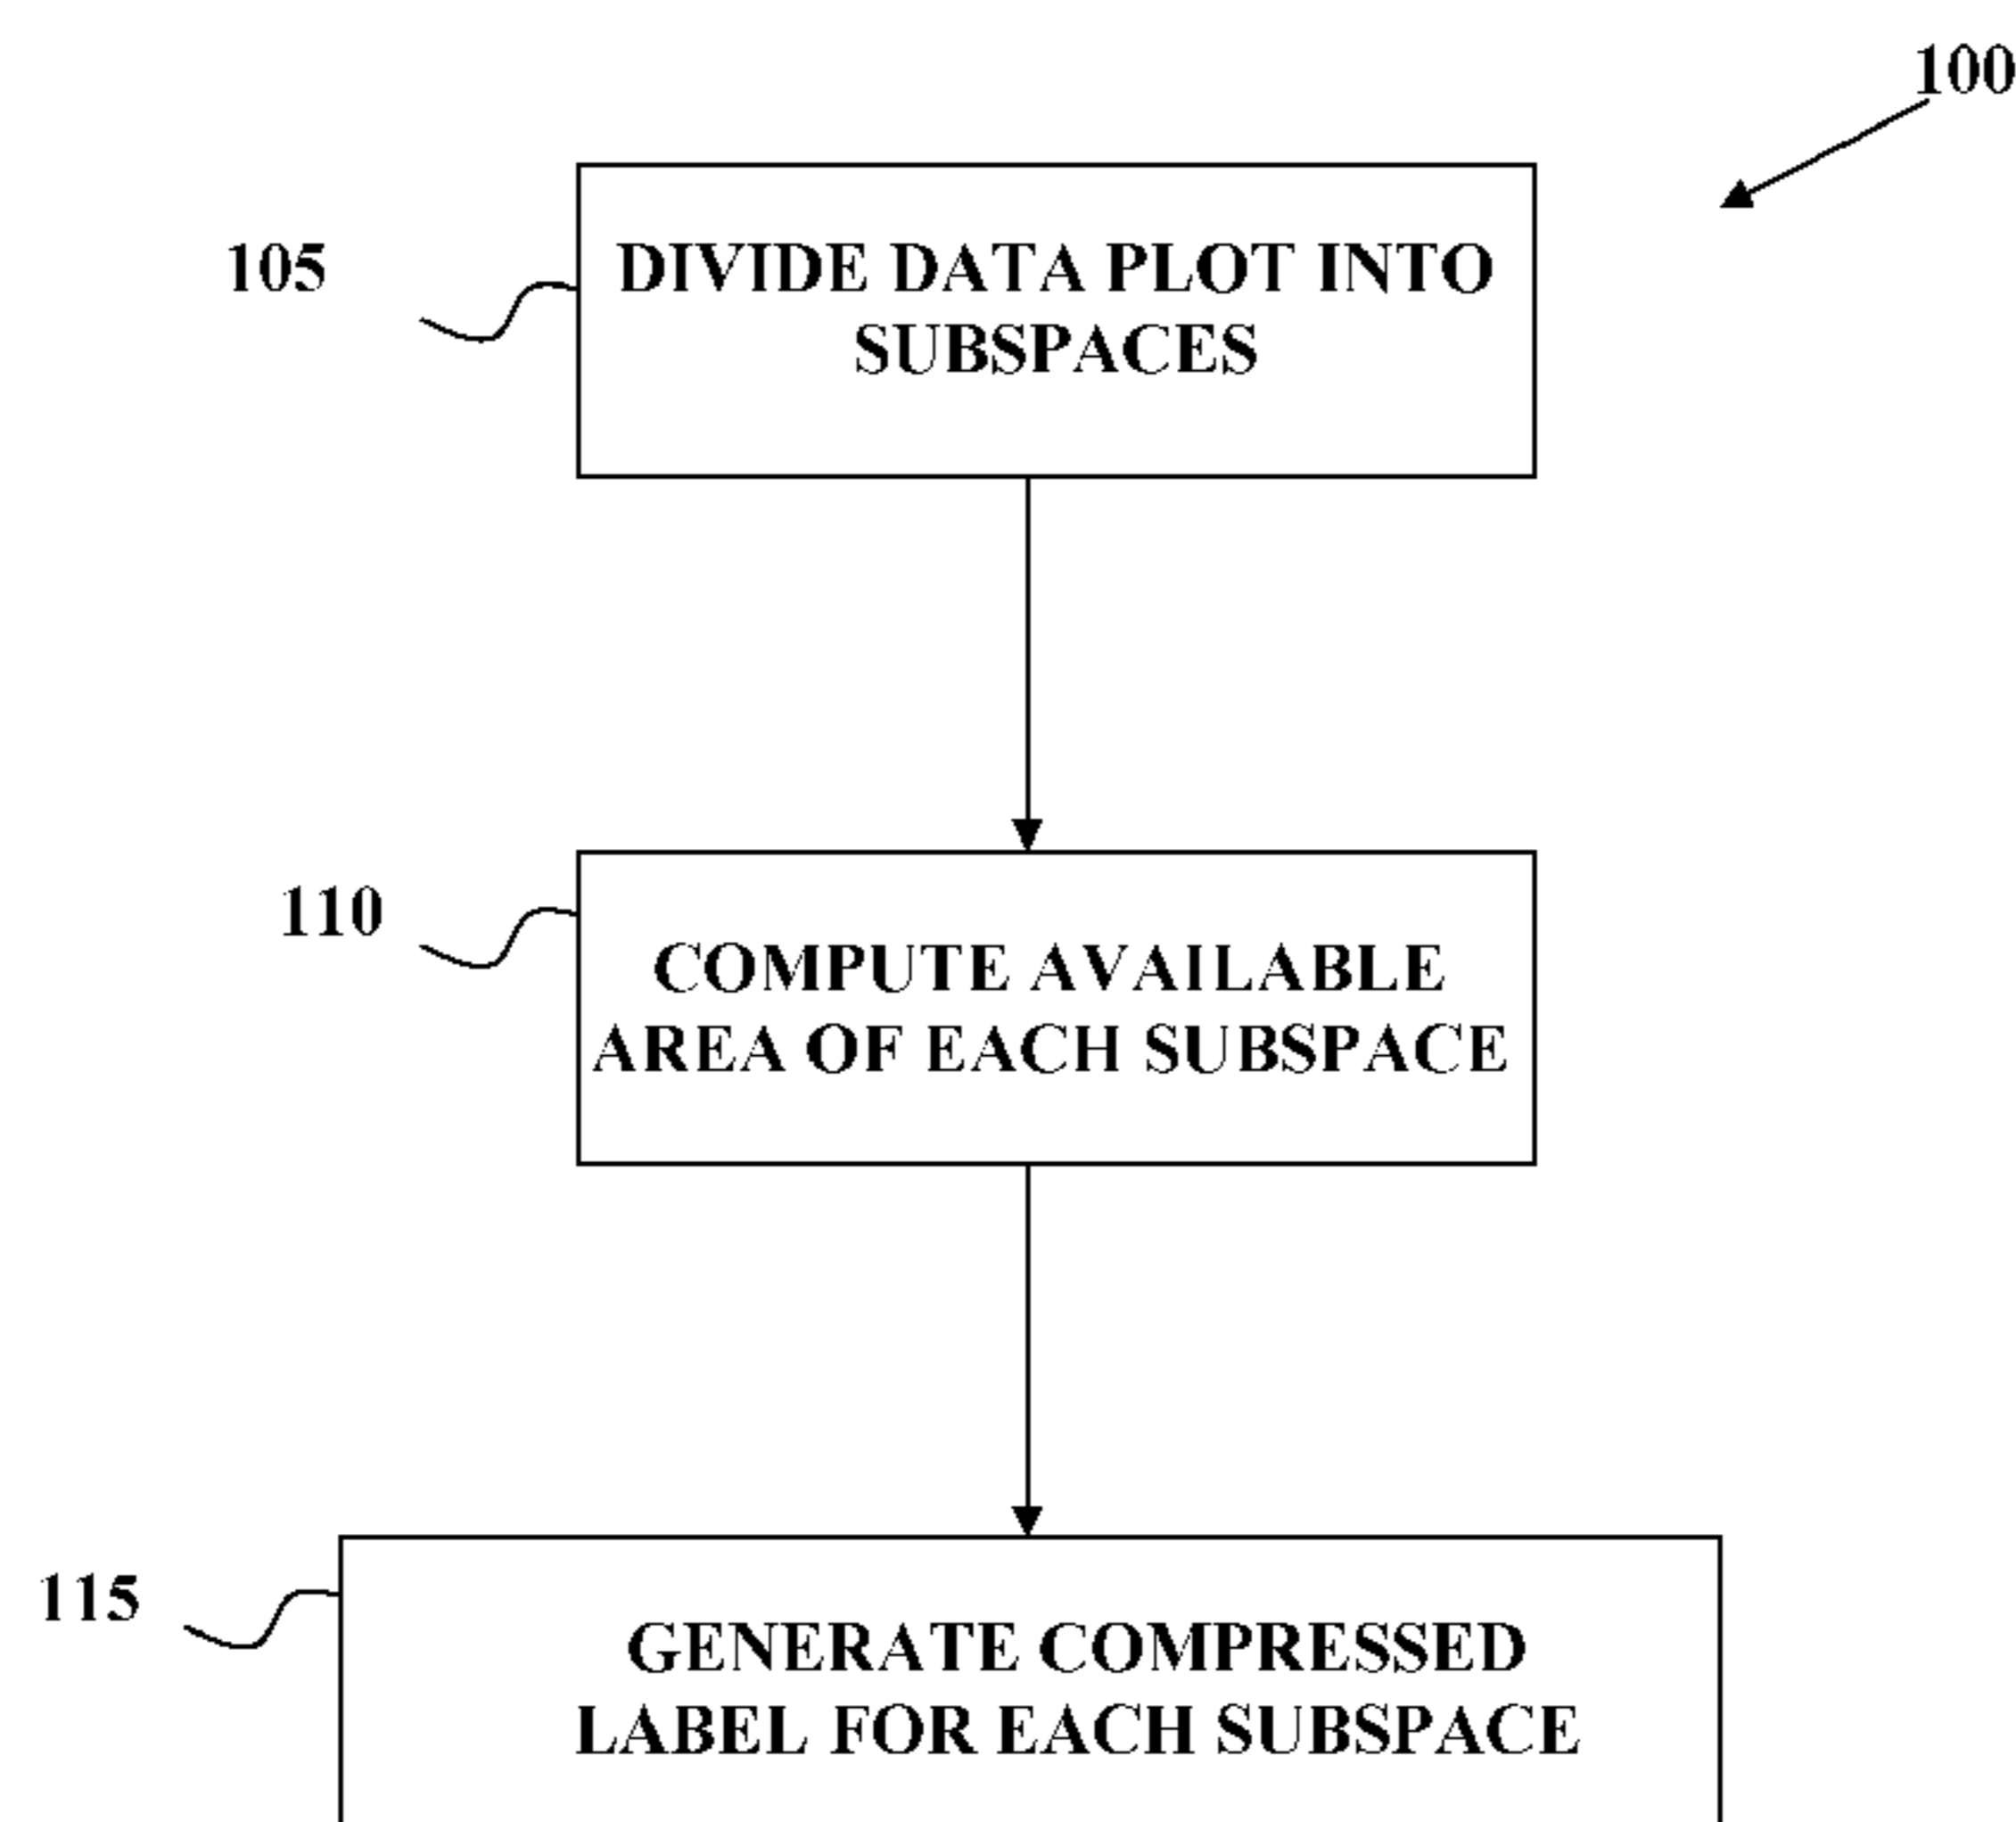 100
105
DIVIDE DATA PLOT INTO
SUBSPACES
110
COMPUTE AVAILABLE
AREA OF EACH SUBSPACE
115
GENERATE COMPRESSED
LABEL FOR EACH SUBSPACE